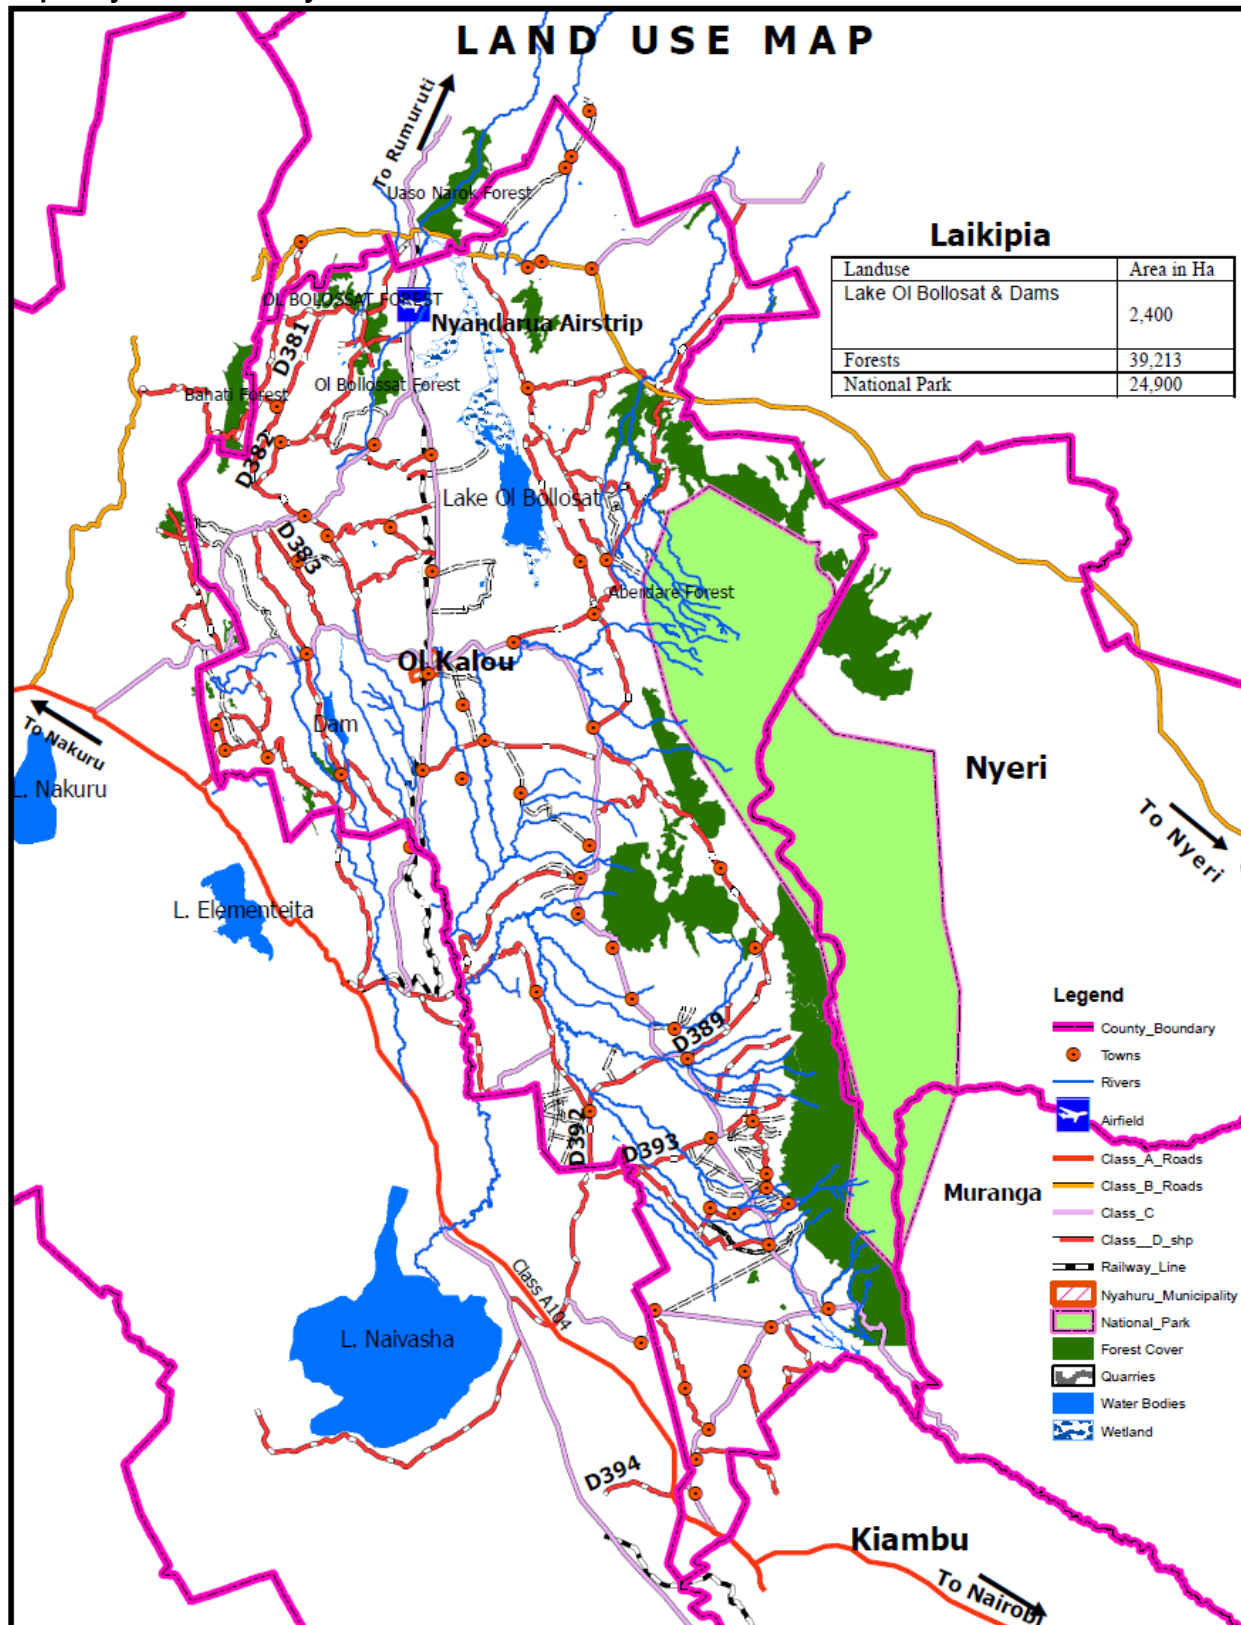 LAND USE MAP
To Rumuruti
Uaso Narok Forest
Laikipia
Landuse Area in Ha
Lake Ol Bollosat & Dams 2,400
Forests 39,213
National Park 24,900
OL BOLOSSAT FOREST
Nyandarua Airstrip
D381
Ol Bollossat Forest
Bahati Forest
D382
Lake Ol Bollosat
D383
Aberdare Forest
Ol Kalou
Dam
To Nakuru
L. Nakuru
Nyeri
To Nyeri
L. Elementeita
D389
D392
D393
Muranga
Class A104
L. Naivasha
D394
Kiambu
To Nairobi
Legend
County_Boundary
Towns
Rivers
Airfield
Class_A_Roads
Class_B_Roads
Class_C
Class__D_shp
Railway_Line
Nyahuru_Municipality
National_Park
Forest Cover
Quarries
Water Bodies
Wetland